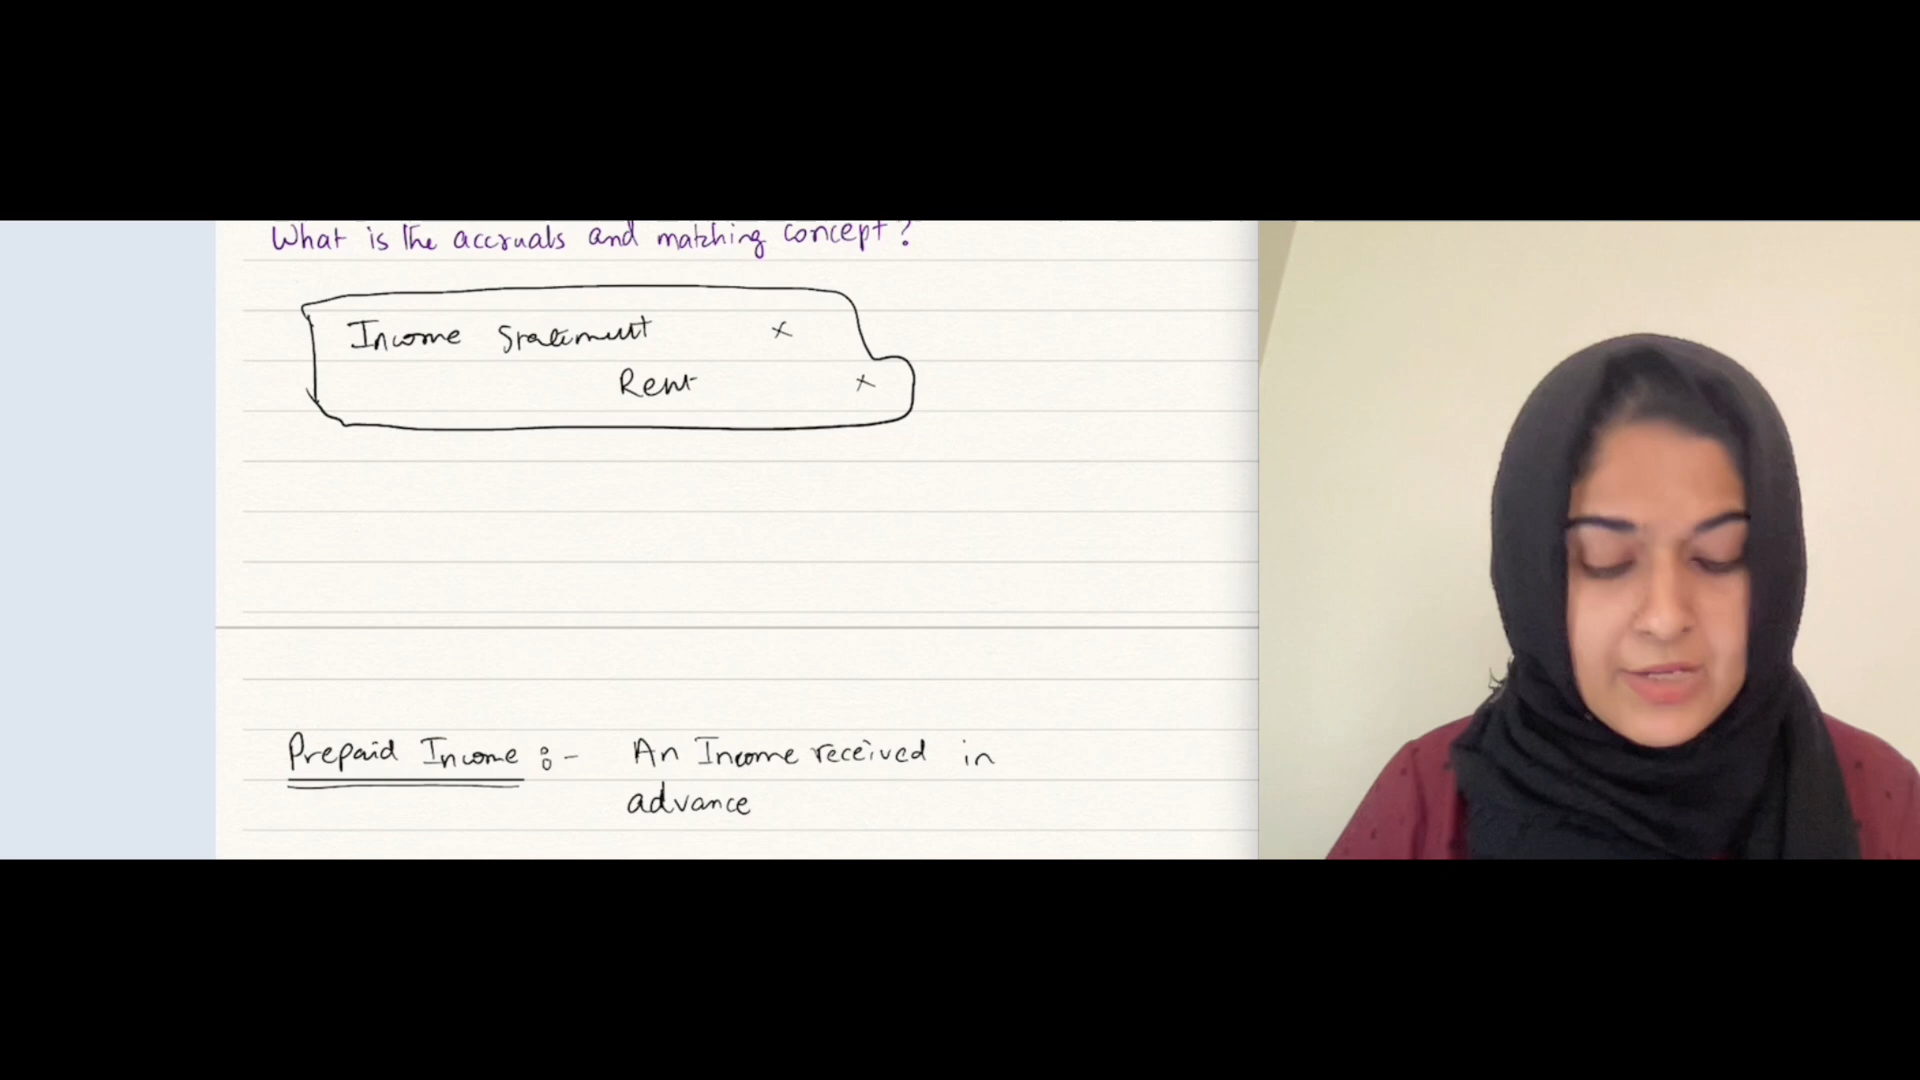 What is the accruals and matching concept?
Income Statement x
Rent x
Prepaid Income :- An Income received in
advance